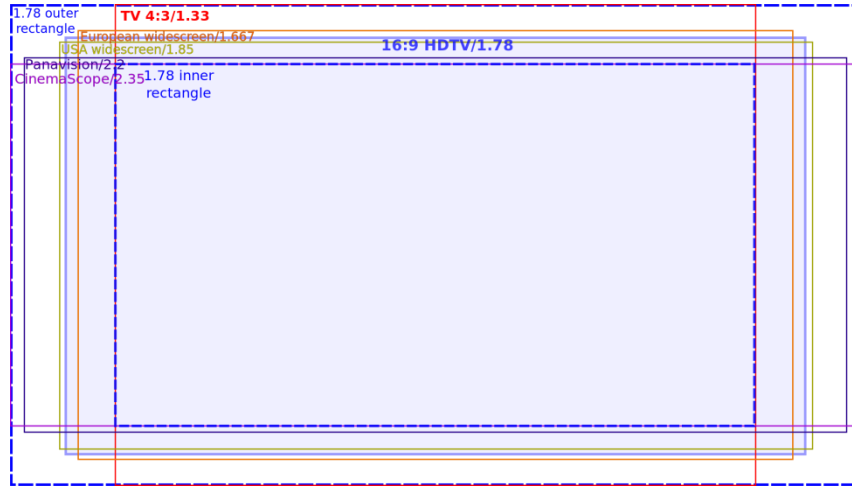 1.78 outer
rectangle
TV 4:3/1.33
European widescreen/1.667
16:9 HDTV/1.78
USA widescreen/1.85
Panavision/2.2
CinemaScope/2.35
1.78 inner
rectangle